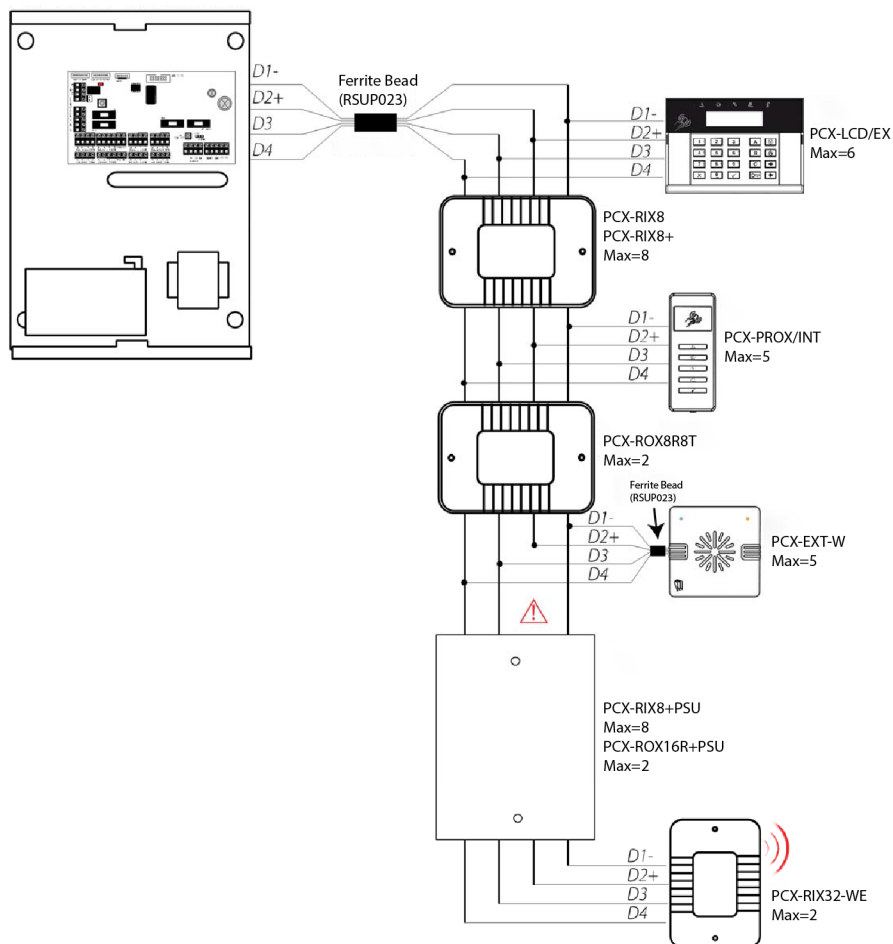 D1-
D2+
D3
D4
Ferrite Bead
(RSUP023)
D1-
D2+
D3
D4
PCX-LCD/EX
Max=6
PCX-RIX8
PCX-RIX8+
Max=8
D1-
D2+
D3
D4
PCX-PROX/INT
Max=5
PCX-ROX8R8T
Max=2
Ferrite Bead
(RSUP023)
D1-
D2+
D3
D4
PCX-EXT-W
Max=5
PCX-RIX8+PSU
Max=8
PCX-ROX16R+PSU
Max=2
D1-
D2+
D3
D4
PCX-RIX32-WE
Max=2